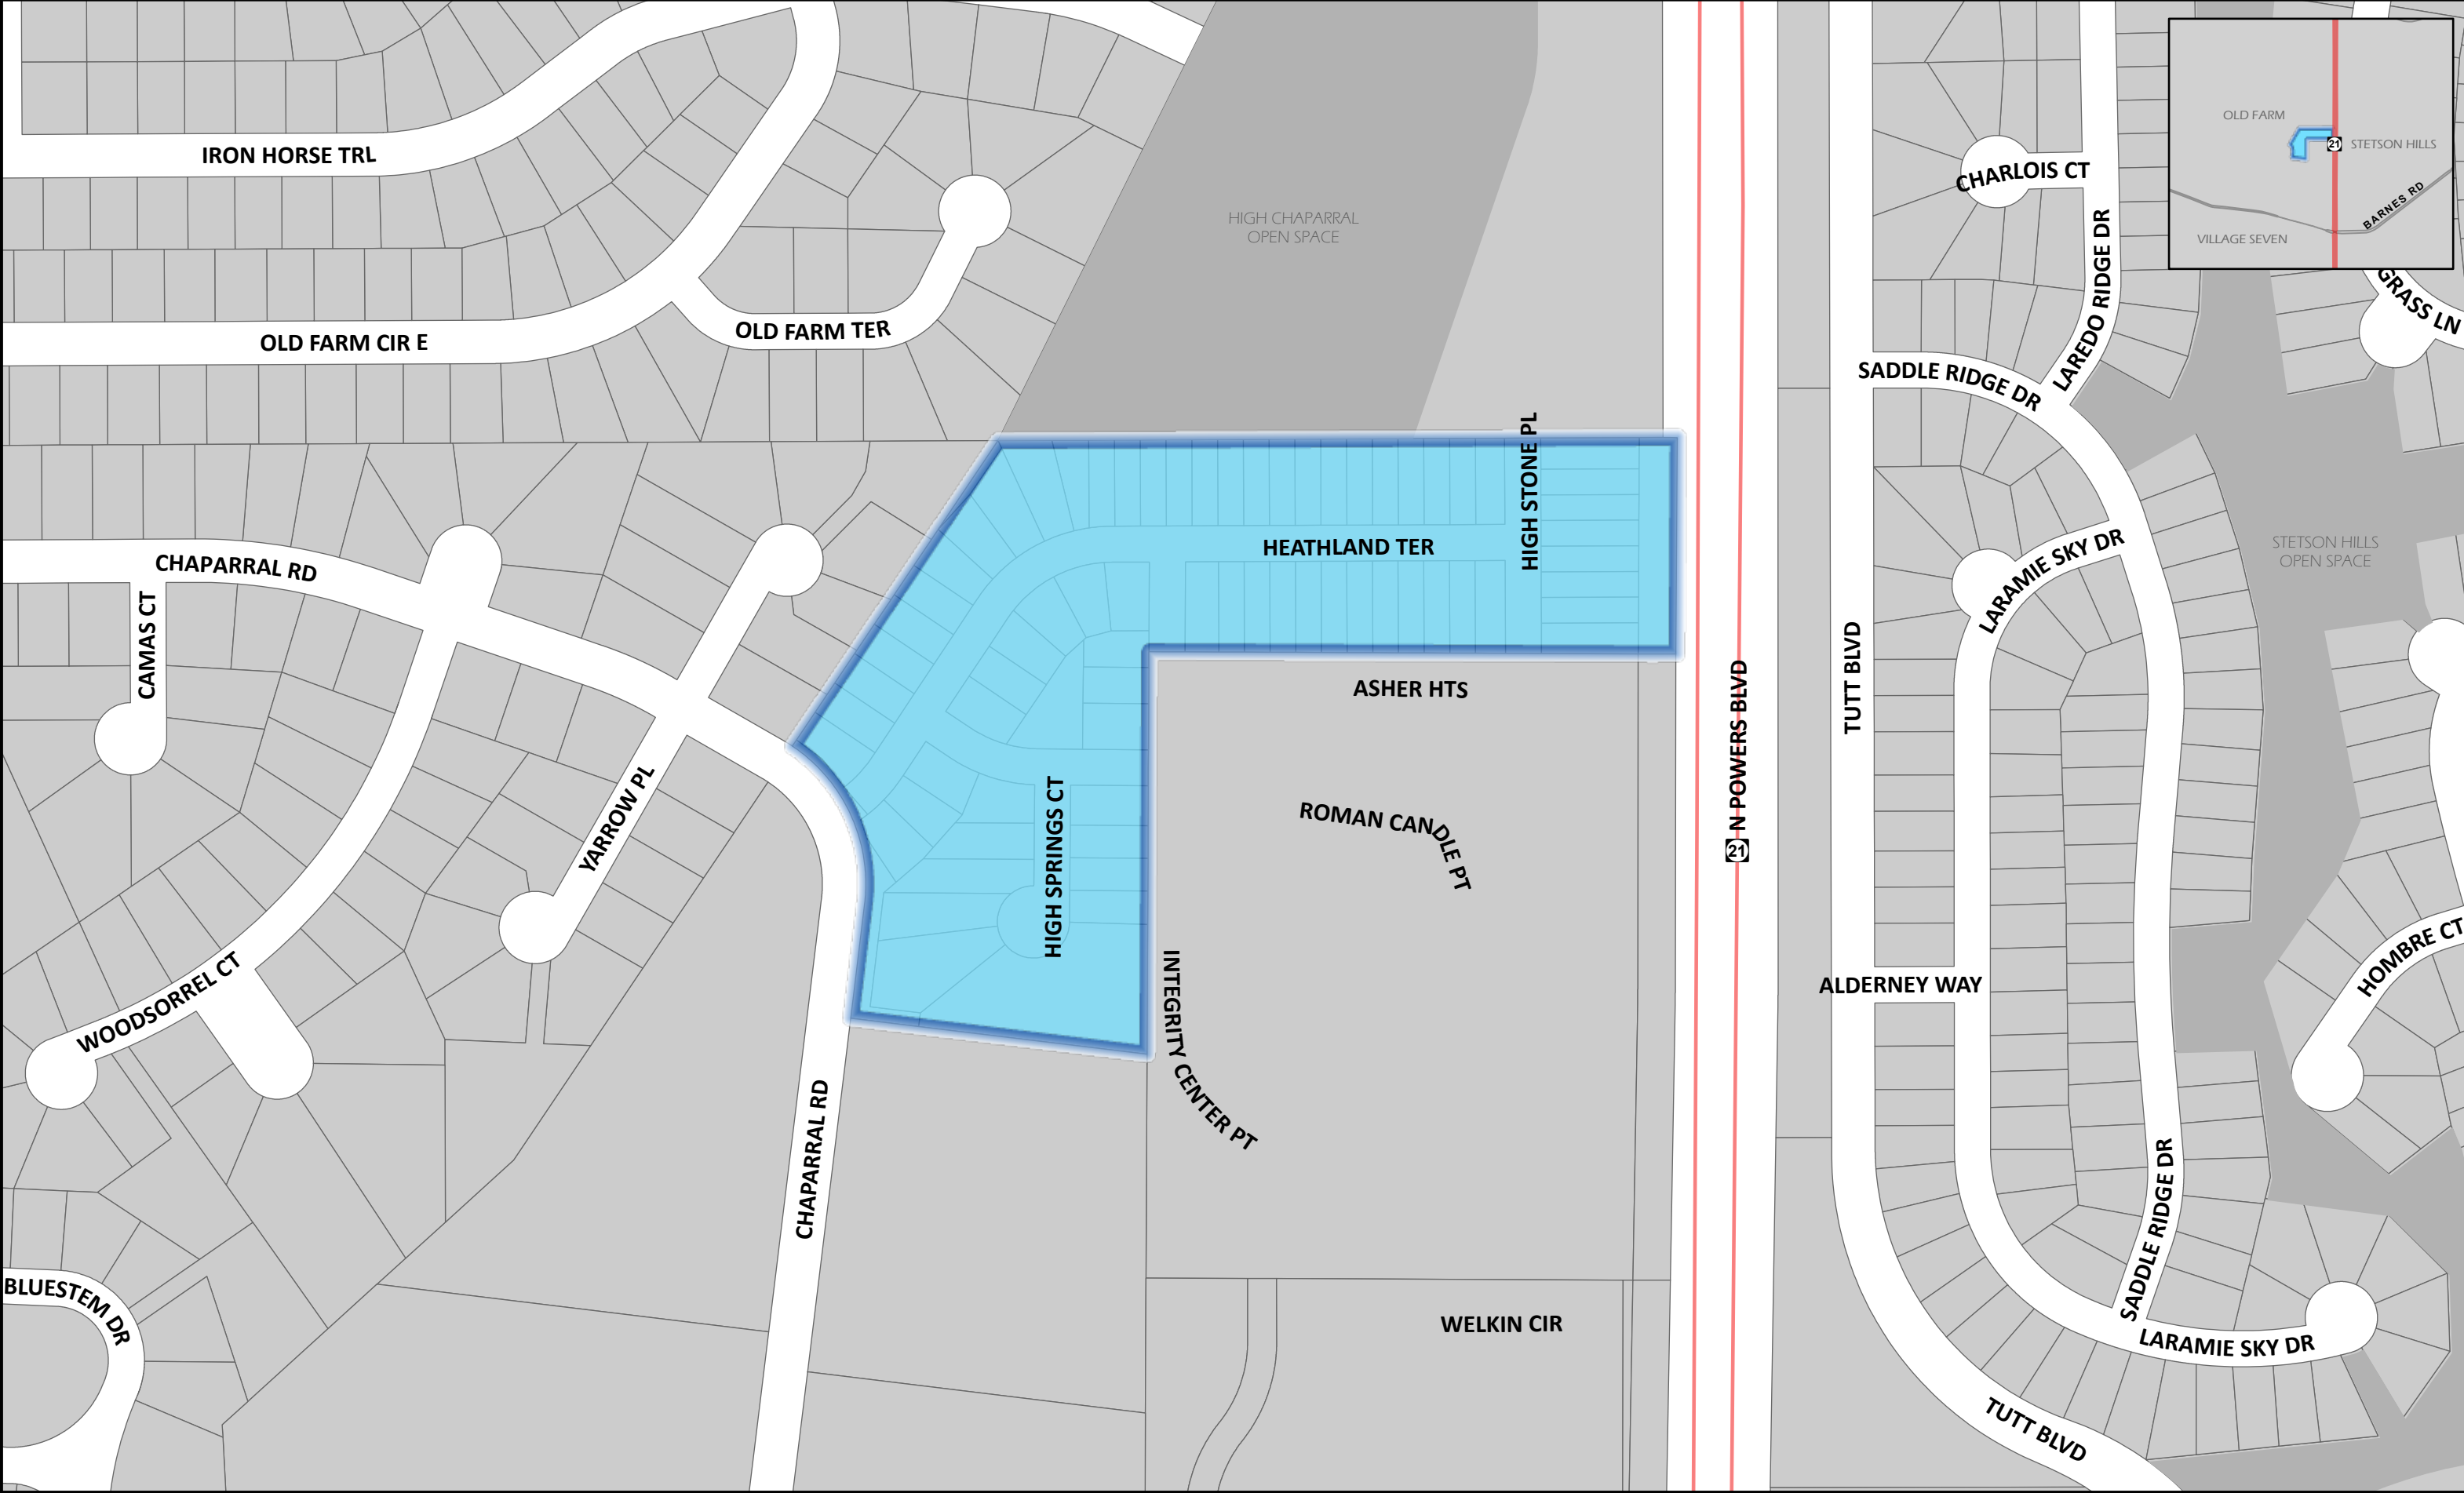 IRON HORSE TRL
OLD FARM CIR E
OLD FARM TER
HIGH CHAPARRAL
OPEN SPACE
CHARLOIS CT
LAREDO RIDGE DR
SADDLE RIDGE DR
OLD FARM
21
STETSON HILLS
BARNES RD
VILLAGE SEVEN
GRASS LN
CHAPARRAL RD
CAMAS CT
YARROW PL
WOODSORREL CT
HEATHLAND TER
HIGH STONE PL
HIGH SPRINGS CT
ASHER HTS
ROMAN CANDLE PT
INTEGRITY CENTER PT
N POWERS BLVD
21
TUTT BLVD
LARAMIE SKY DR
STETSON HILLS
OPEN SPACE
ALDERNEY WAY
HOMBRE CT
CHAPARRAL RD
SADDLE RIDGE DR
BLUESTEM DR
WELKIN CIR
LARAMIE SKY DR
TUTT BLVD